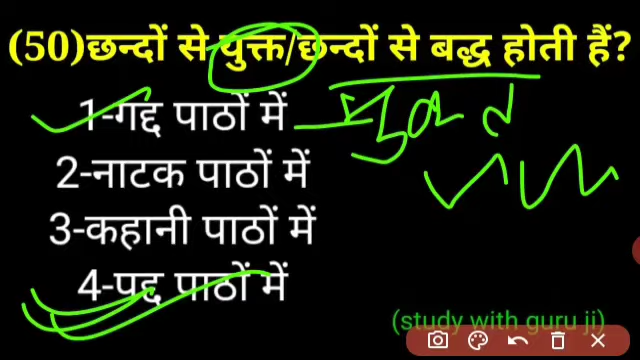 (50)छन्दों से युक्त/छन्दों से बद्ध होती हैं?
1-गद्द पाठों में
2-नाटक पाठों में
3-कहानी पाठों में
4-पद्द पाठों में
(study with guru ji)